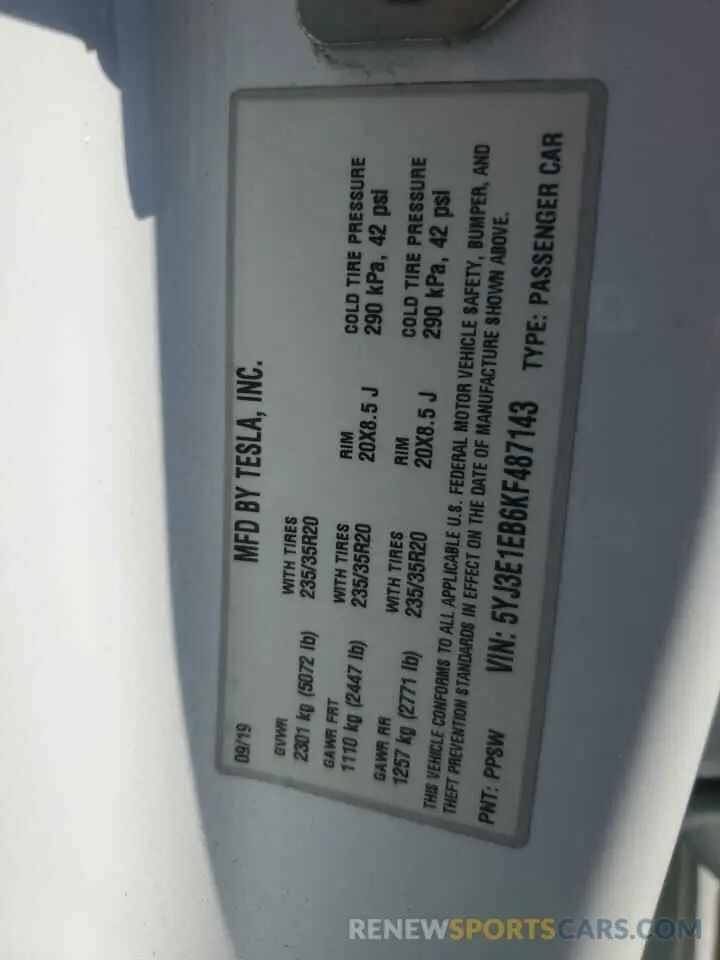 MFD BY TESLA, INC.
09/19
GVWR
2301 kg (5072 lb)
WITH TIRES
235/35R20
GAWR FRT
1110 kg (2447 lb)
WITH TIRES
235/35R20
RIM
20X8.5 J
COLD TIRE PRESSURE
290 kPa, 42 psi
GAWR RR
1257 kg (2771 lb)
WITH TIRES
235/35R20
RIM
20X8.5 J
COLD TIRE PRESSURE
290 kPa, 42 psi
THIS VEHICLE CONFORMS TO ALL APPLICABLE U.S. FEDERAL MOTOR VEHICLE SAFETY, BUMPER, AND
THEFT PREVENTION STANDARDS IN EFFECT ON THE DATE OF MANUFACTURE SHOWN ABOVE.
PNT: PPSW VIN: 5YJ3E1EB6KF487143 TYPE: PASSENGER CAR
RENEWSPORTSCARS.COM